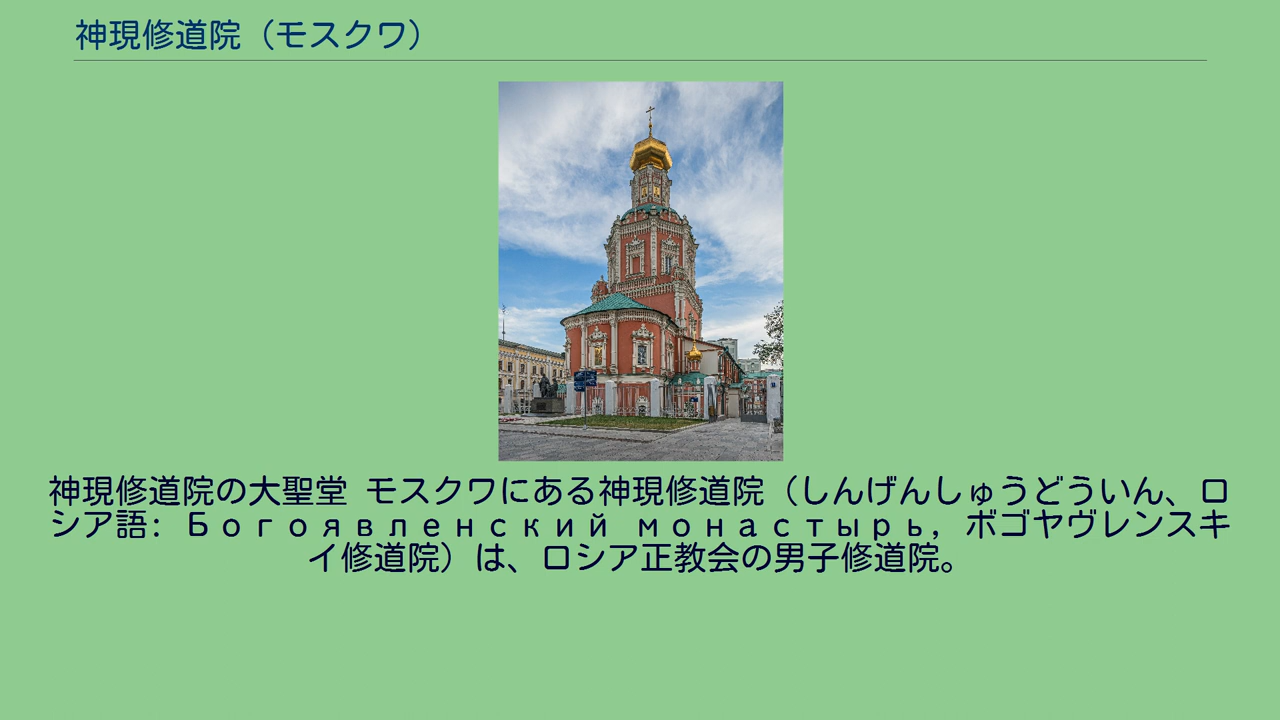 神現修道院（モスクワ）
神現修道院の大聖堂 モスクワにある神現修道院（しんげんしゅうどういん、ロ
シア語: Богоявленский монастырь, ボゴヤヴレンスキ
イ修道院）は、ロシア正教会の男子修道院。